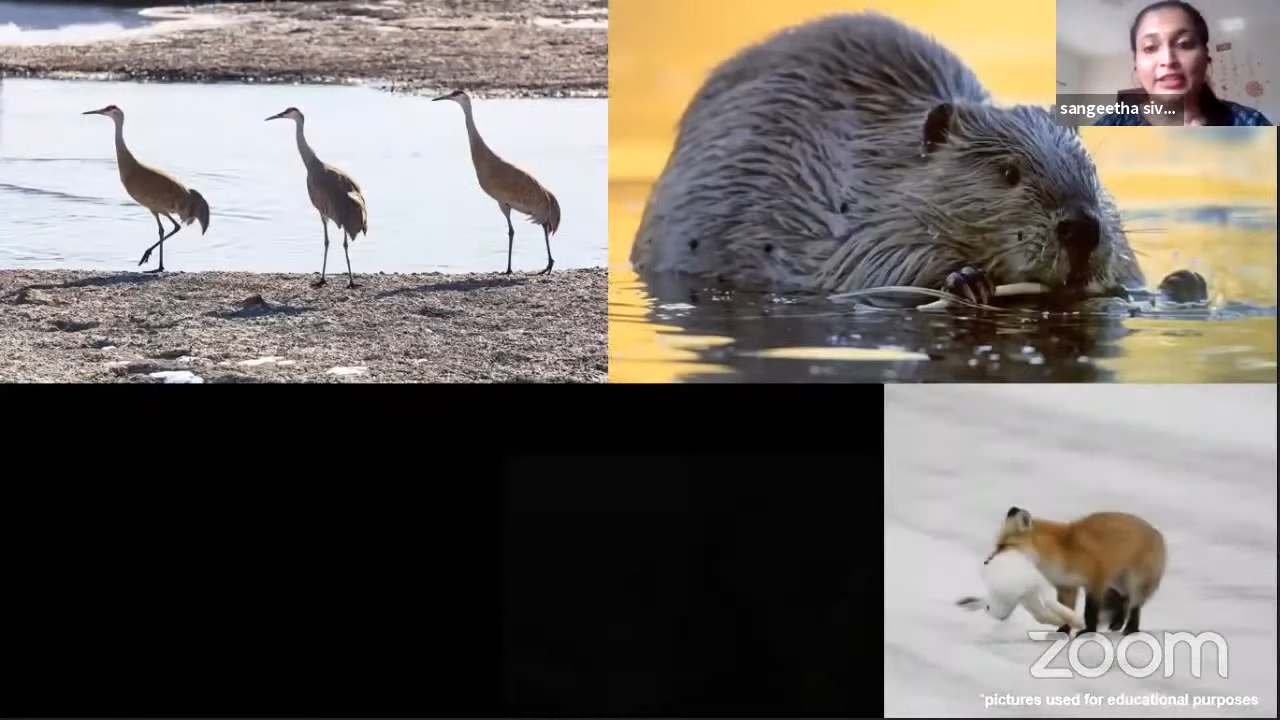 sangeetha siv...
zoom
*pictures used for educational purposes